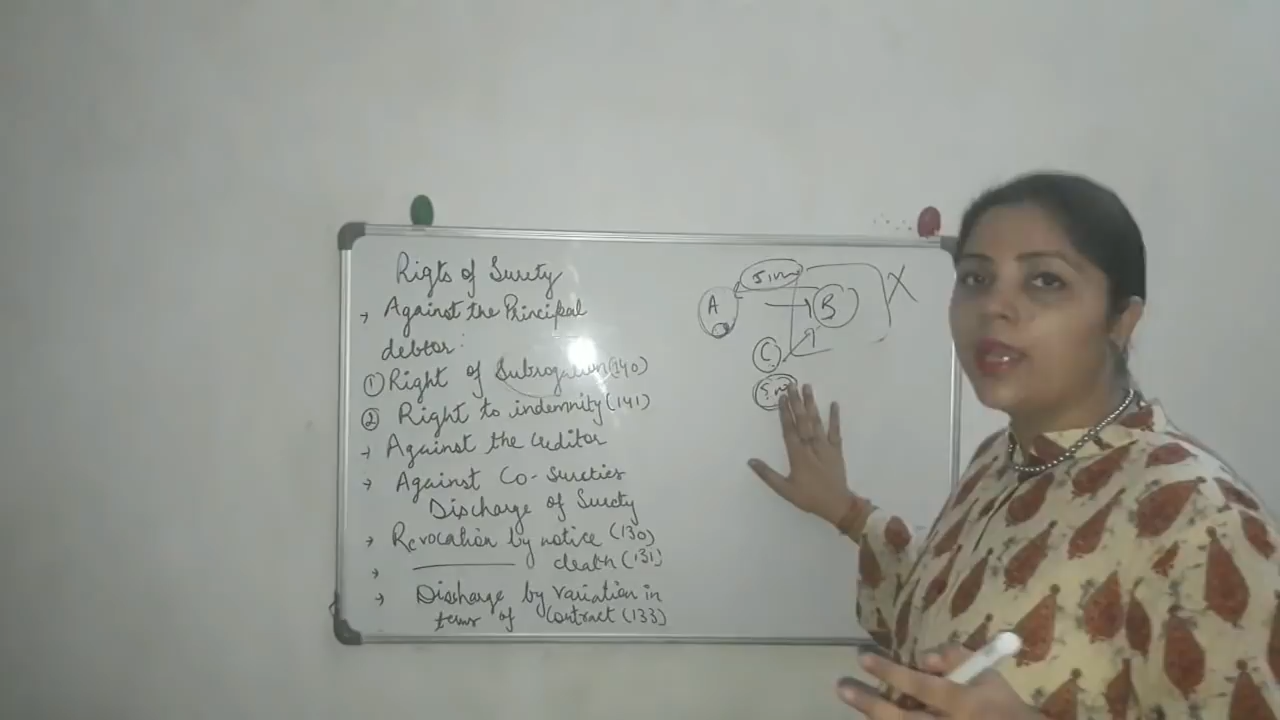 Rigts of Surety
→ Against the Principal
debtor:
① Right of Subrogation (140)
② Right to indemnity (141)
→ Against the Creditor
→ Against Co-Sureties
Discharge of Surety
→ Revocation by notice (130)
→ ———— death (131)
→ Discharge by variation in
terms of Contract (133)
A B
C